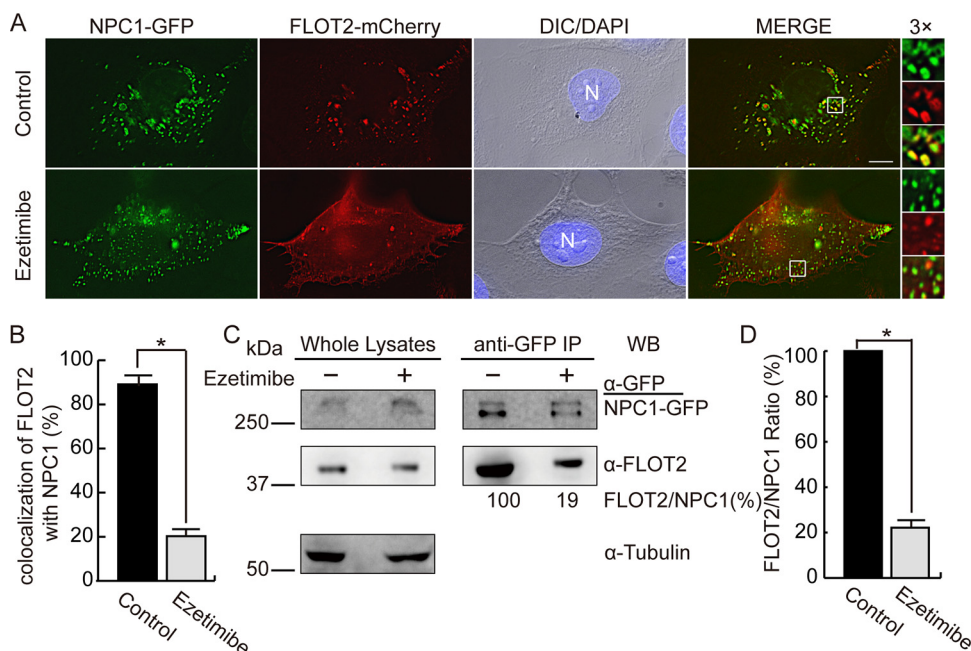 A
NPC1-GFP FLOT2-mCherry DIC/DAPI MERGE 3×
Control
N
Ezetimibe
N
B
colocalization of FLOT2
with NPC1 (%)
100
80
60
40
20
0
*
Control
Ezetimibe
C
kDa Whole Lysates anti-GFP IP WB
Ezetimibe − + − + α-GFP
NPC1-GFP
250
α-FLOT2
37
100 19 FLOT2/NPC1(%)
α-Tubulin
50
D
FLOT2/NPC1 Ratio (%)
100
80
60
40
20
0
*
Control
Ezetimibe